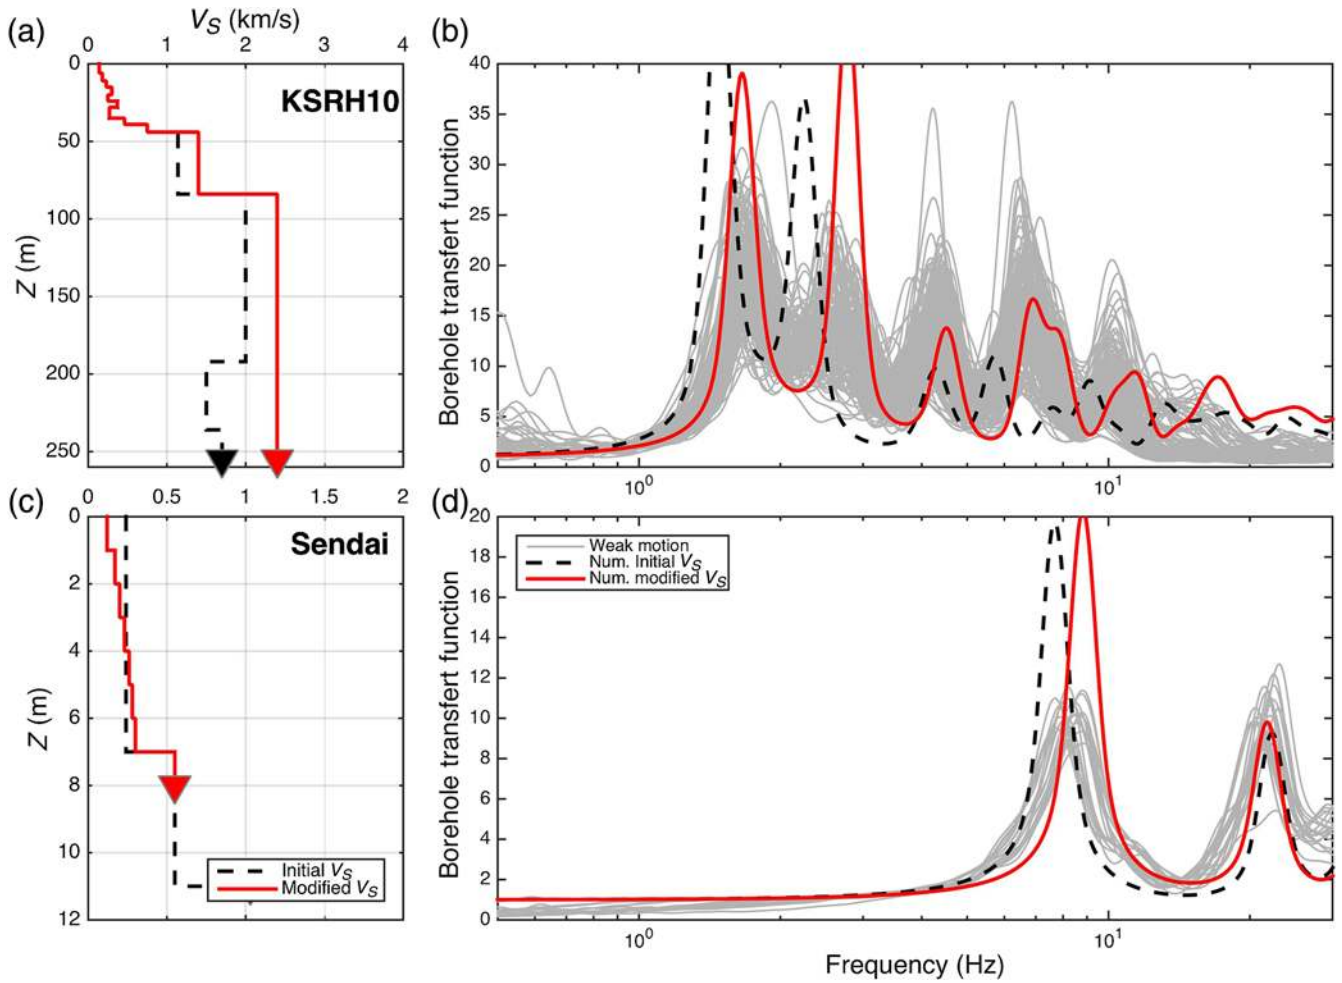 (a)
V_S (km/s)
0 1 2 3 4
0
50
100
150
200
250
Z (m)
KSRH10
(b)
40
35
30
25
20
15
10
5
0
Borehole transfert function
10^0 10^1
(c)
0 0.5 1 1.5 2
0
2
4
6
8
10
12
Z (m)
Sendai
Initial V_S
Modified V_S
(d)
20
18
16
14
12
10
8
6
4
2
0
Borehole transfert function
Weak motion
Num. Initial V_S
Num. modified V_S
10^0 10^1
Frequency (Hz)